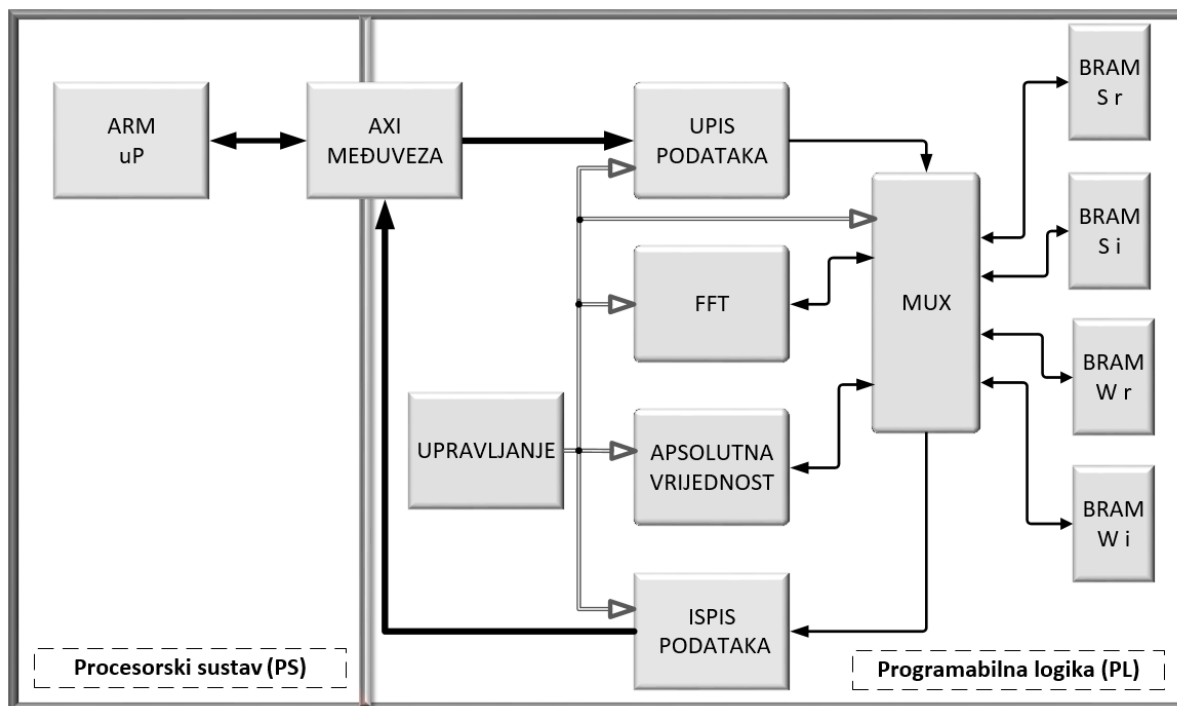 ARM
uP
AXI
MEĐUVEZA
UPIS
PODATAKA
BRAM
S r
BRAM
S i
FFT
MUX
BRAM
W r
UPRAVLJANJE
APSOLUTNA
VRIJEDNOST
BRAM
W i
ISPIS
PODATAKA
Procesorski sustav (PS)
Programabilna logika (PL)